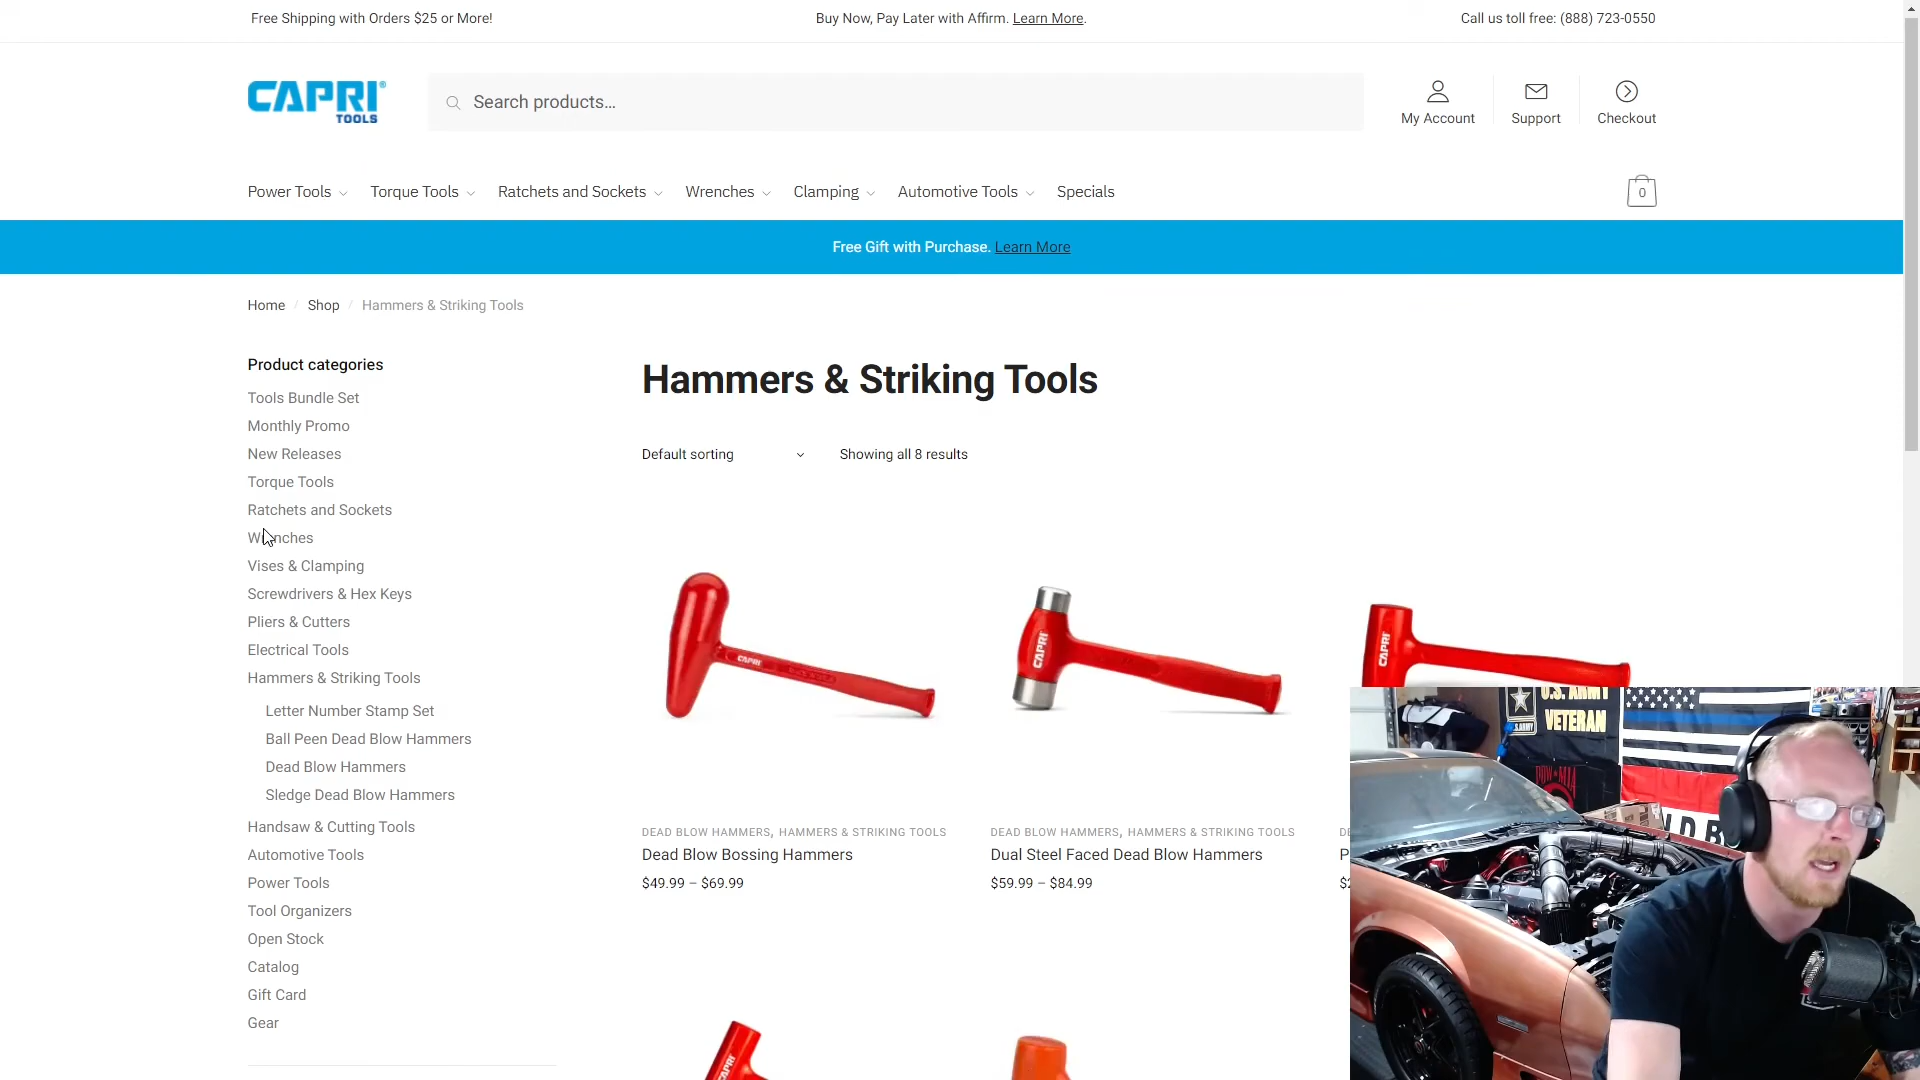 Free Shipping with Orders $25 or More!
Buy Now, Pay Later with Affirm. Learn More.
Call us toll free: (888) 723-0550
CAPRI®
TOOLS
Search products...
My Account
Support
Checkout
Power Tools
Torque Tools
Ratchets and Sockets
Wrenches
Clamping
Automotive Tools
Specials
0
Free Gift with Purchase. Learn More
Home / Shop / Hammers & Striking Tools
Product categories
Tools Bundle Set
Monthly Promo
New Releases
Torque Tools
Ratchets and Sockets
Wrenches
Vises & Clamping
Screwdrivers & Hex Keys
Pliers & Cutters
Electrical Tools
Hammers & Striking Tools
Letter Number Stamp Set
Ball Peen Dead Blow Hammers
Dead Blow Hammers
Sledge Dead Blow Hammers
Handsaw & Cutting Tools
Automotive Tools
Power Tools
Tool Organizers
Open Stock
Catalog
Gift Card
Gear
Hammers & Striking Tools
Default sorting
Showing all 8 results
CAPRI
CAPRI
CAPRI
DEAD BLOW HAMMERS, HAMMERS & STRIKING TOOLS
Dead Blow Bossing Hammers
$49.99 – $69.99
DEAD BLOW HAMMERS, HAMMERS & STRIKING TOOLS
Dual Steel Faced Dead Blow Hammers
$59.99 – $84.99
CAPRI
U.S. ARMY
VETERAN
POW MIA